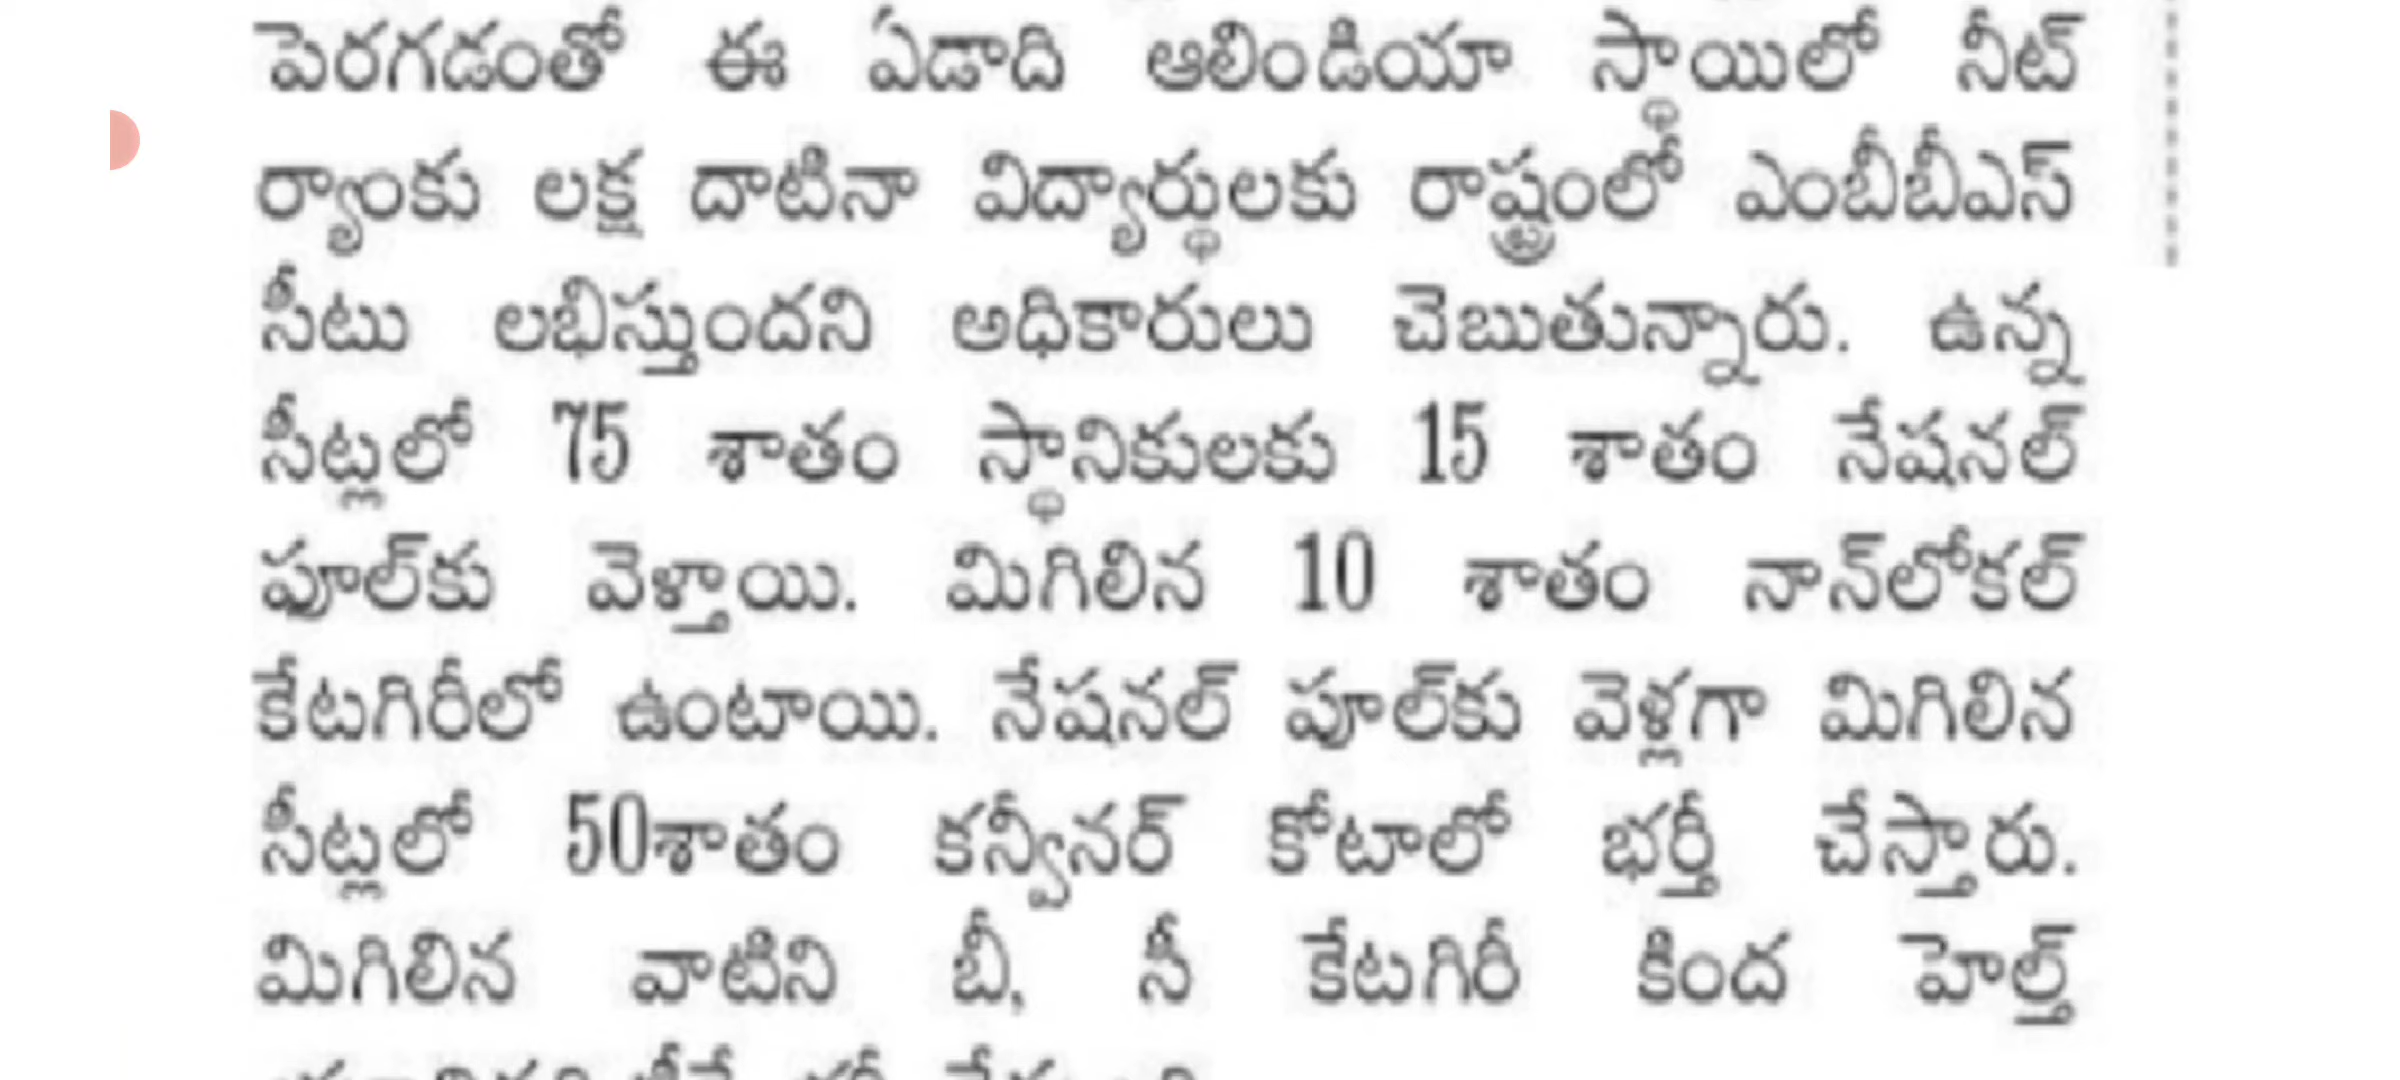 పెరగడంతో ఈ ఏడాది ఆలిండియా స్థాయిలో నీట్
ర్యాంకు లక్ష దాటినా విద్యార్థులకు రాష్ట్రంలో ఎంబీబీఎస్
సీటు లభిస్తుందని అధికారులు చెబుతున్నారు. ఉన్న
సీట్లలో 75 శాతం స్థానికులకు 15 శాతం నేషనల్
పూల్‌కు వెళ్తాయి. మిగిలిన 10 శాతం నాన్‌లోకల్
కేటగిరీలో ఉంటాయి. నేషనల్ పూల్‌కు వెళ్లగా మిగిలిన
సీట్లలో 50శాతం కన్వీనర్ కోటాలో భర్తీ చేస్తారు.
మిగిలిన వాటిని బీ, సీ కేటగిరీ కింద హెల్త్